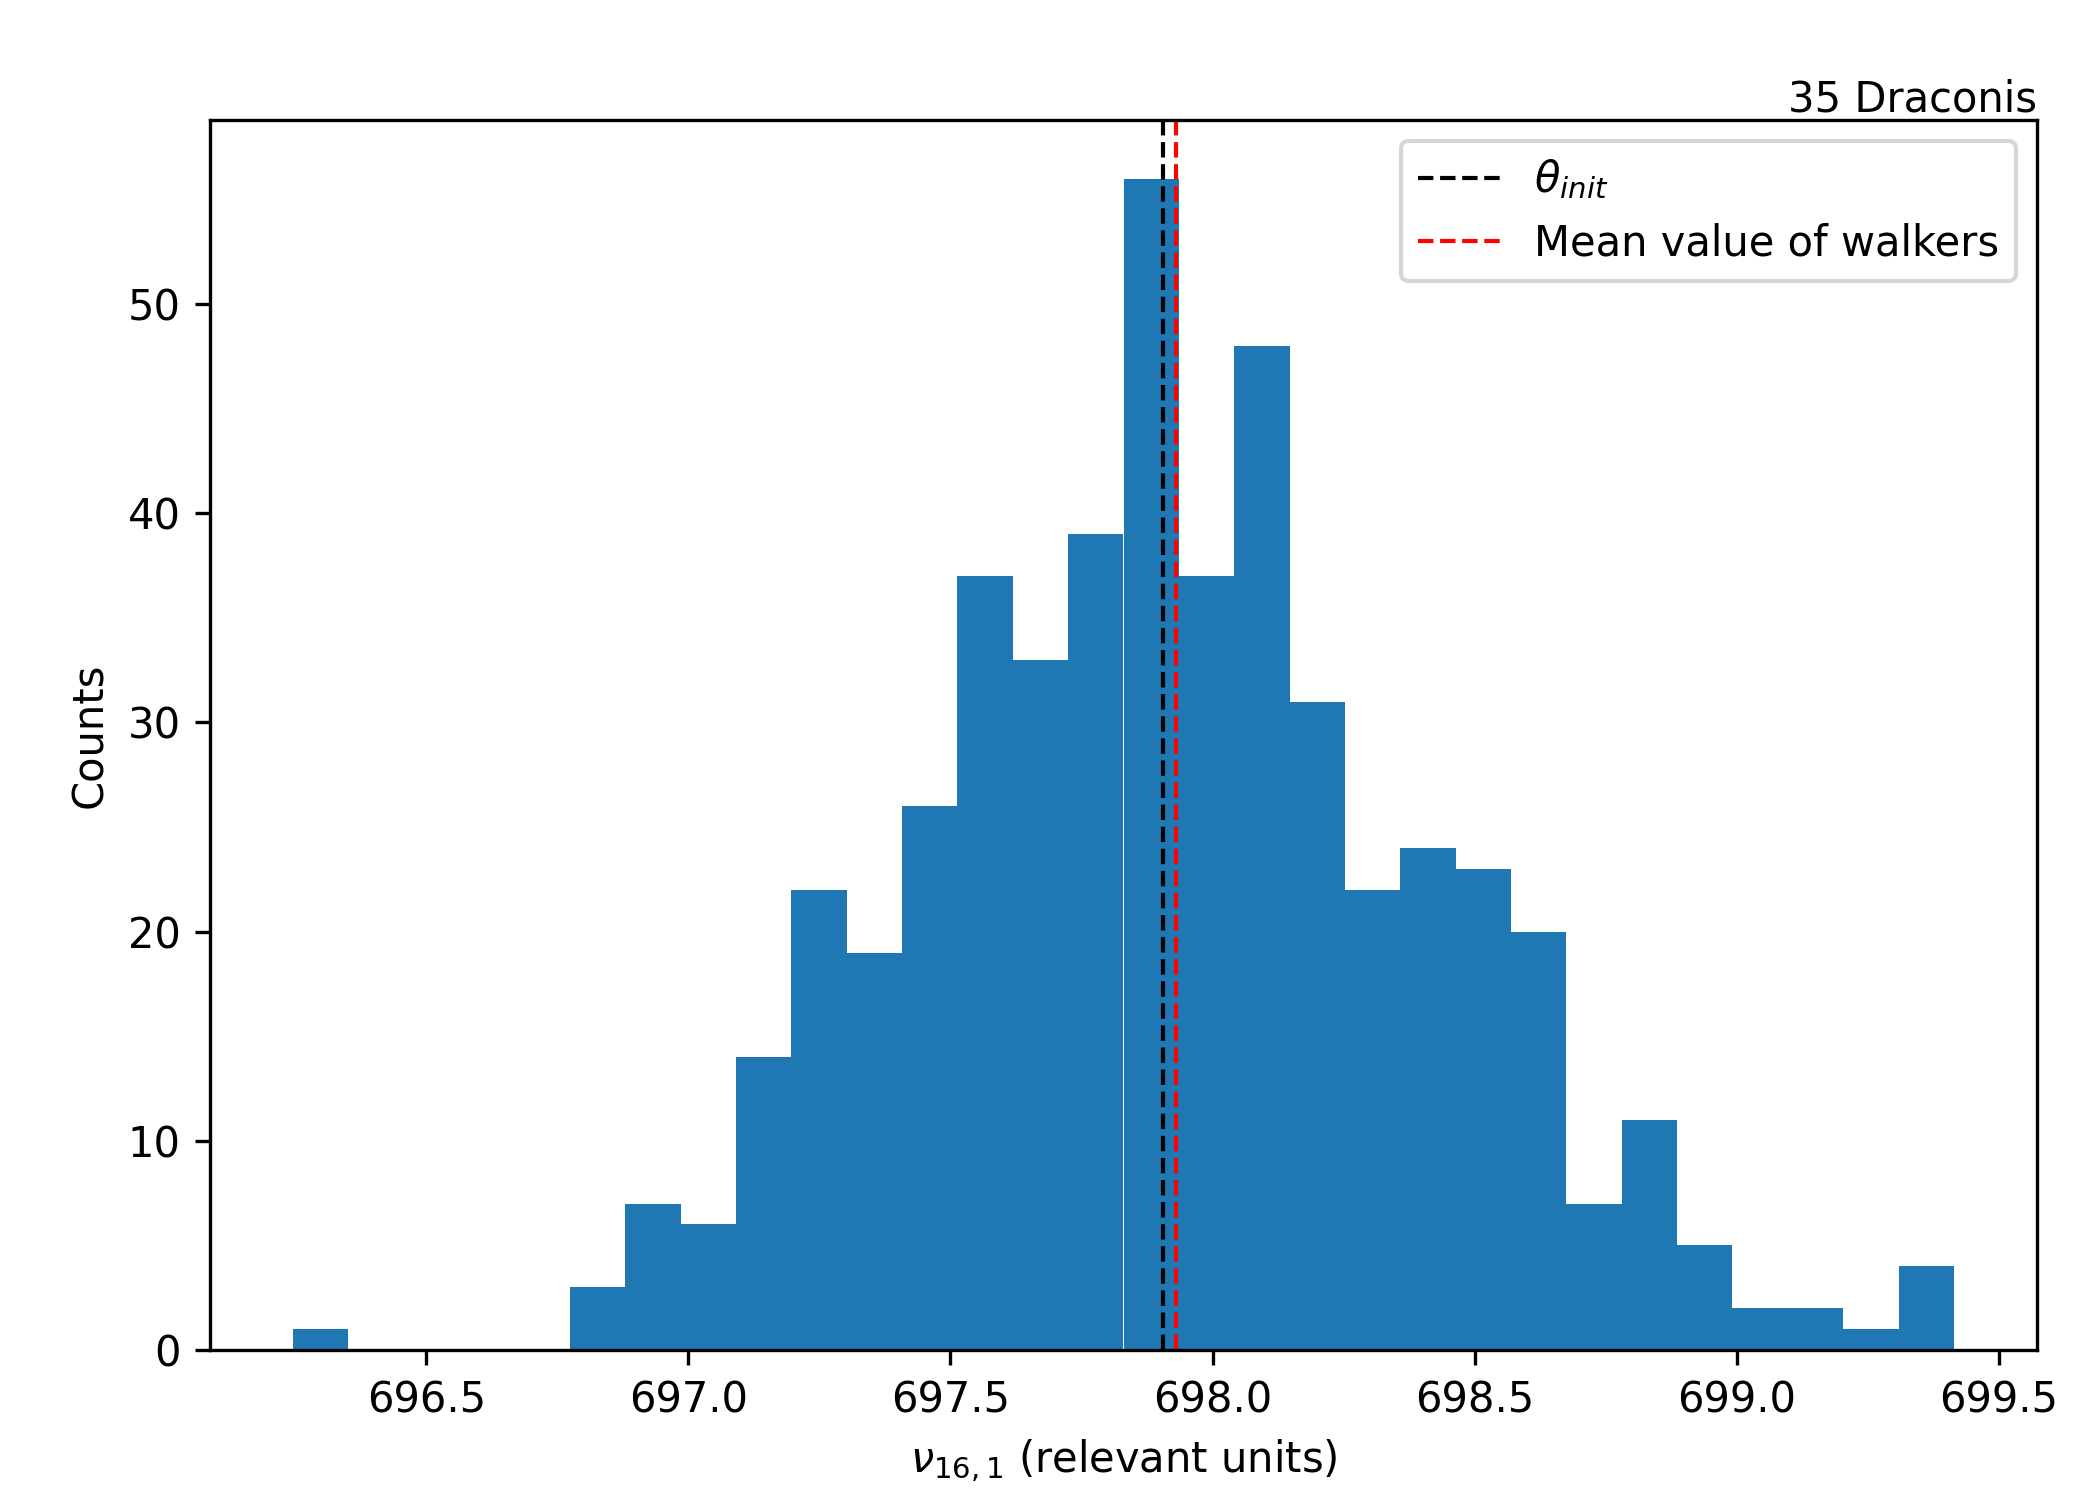 35 Draconis
θinit
Mean value of walkers
50
40
30
20
10
0
Counts
696.5 697.0 697.5 698.0 698.5 699.0 699.5
ν16, 1 (relevant units)